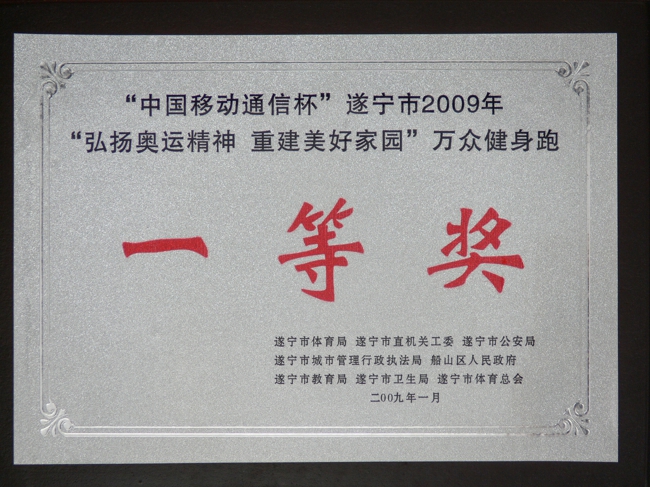 “中国移动通信杯”遂宁市2009年
“弘扬奥运精神 重建美好家园”万众健身跑
一等奖
遂宁市体育局 遂宁市直机关工委 遂宁市公安局
遂宁市城市管理行政执法局 船山区人民政府
遂宁市教育局 遂宁市卫生局 遂宁市体育总会
二00九年一月